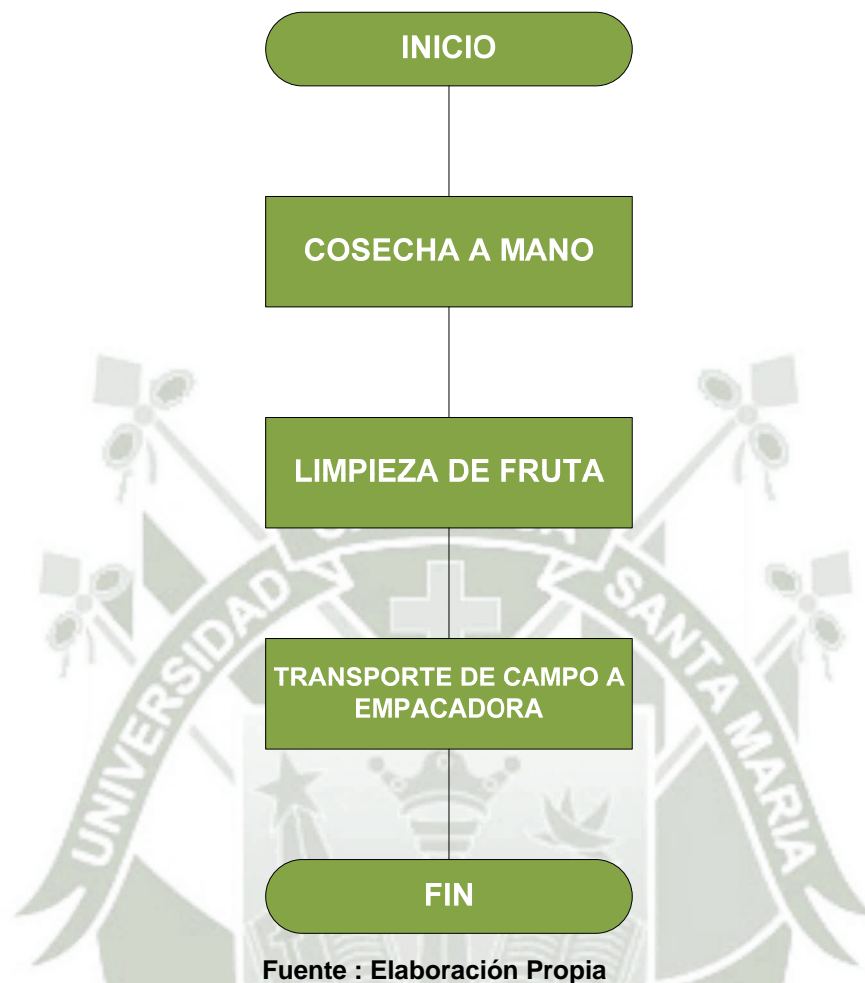 INICIO
COSECHA A MANO
LIMPIEZA DE FRUTA
UNIVERSIDAD
SANTA MARIA
TRANSPORTE DE CAMPO A
EMPACADORA
FIN
Fuente : Elaboración Propia